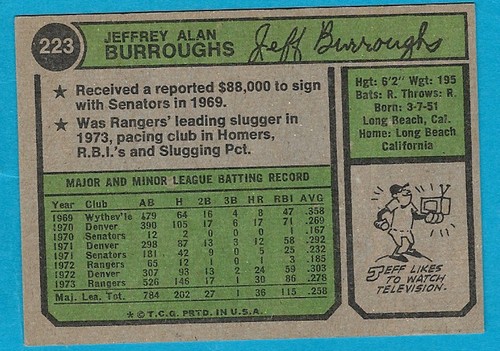 223
JEFFREY ALAN
BURROUGHS
Jeff Burroughs
★ Received a reported $88,000 to sign
with Senators in 1969.
★ Was Rangers' leading slugger in
1973, pacing club in Homers,
R.B.I.'s and Slugging Pct.
Hgt: 6'2" Wgt: 195
Bats: R. Throws: R.
Born: 3-7-51
Long Beach, Cal.
Home: Long Beach
California
MAJOR AND MINOR LEAGUE BATTING RECORD
Year Club AB H 2B 3B HR RBI AVG
1969 Wythev'le 179 64 16 4 8 47 .358
1970 Denver 390 105 17 6 17 71 .269
1970 Senators 12 2 0 0 0 1 .167
1971 Denver 298 87 13 3 12 58 .292
1971 Senators 181 42 9 0 5 25 .232
1972 Rangers 65 12 1 0 1 3 .185
1972 Denver 307 93 13 2 24 59 .303
1973 Rangers 526 146 17 1 30 86 .278
Maj. Lea. Tot. 784 202 27 1 36 115 .258
★ © T.C.G. PRTD. IN U.S.A.
JEFF LIKES
TO WATCH
TELEVISION.